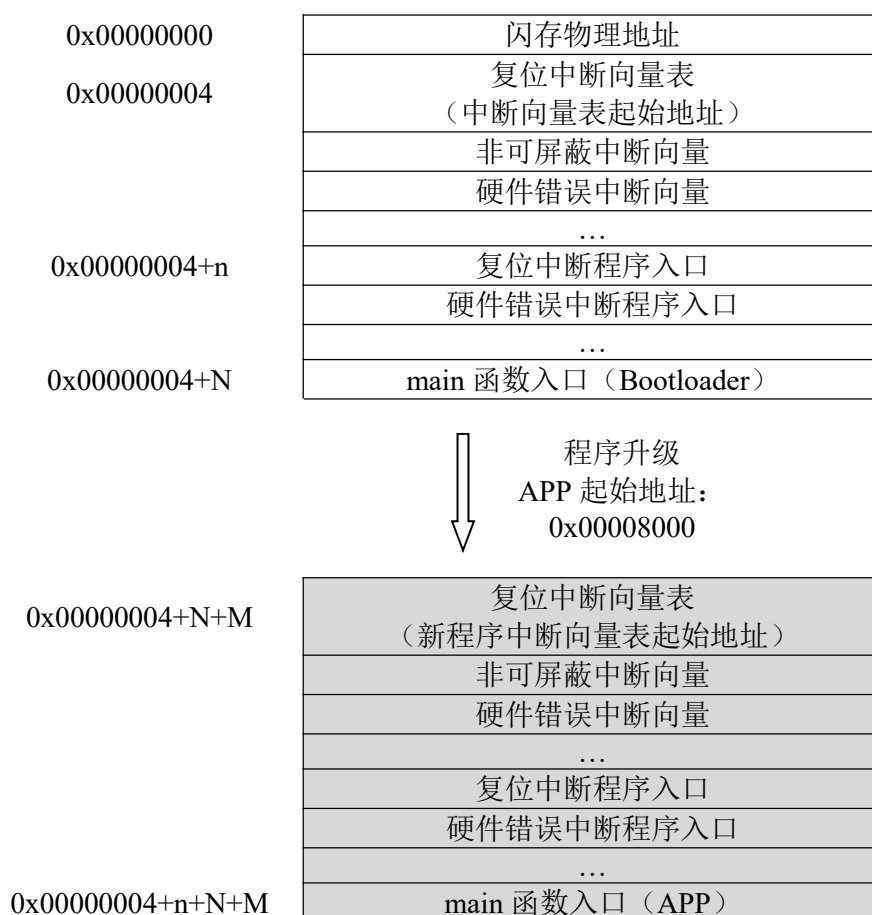 0x00000000 闪存物理地址
0x00000004 复位中断向量表
（中断向量表起始地址）
非可屏蔽中断向量
硬件错误中断向量
…
0x00000004+n 复位中断程序入口
硬件错误中断程序入口
…
0x00000004+N main 函数入口（Bootloader）
程序升级
APP 起始地址：
0x00008000
0x00000004+N+M 复位中断向量表
（新程序中断向量表起始地址）
非可屏蔽中断向量
硬件错误中断向量
…
复位中断程序入口
硬件错误中断程序入口
…
0x00000004+n+N+M main 函数入口（APP）